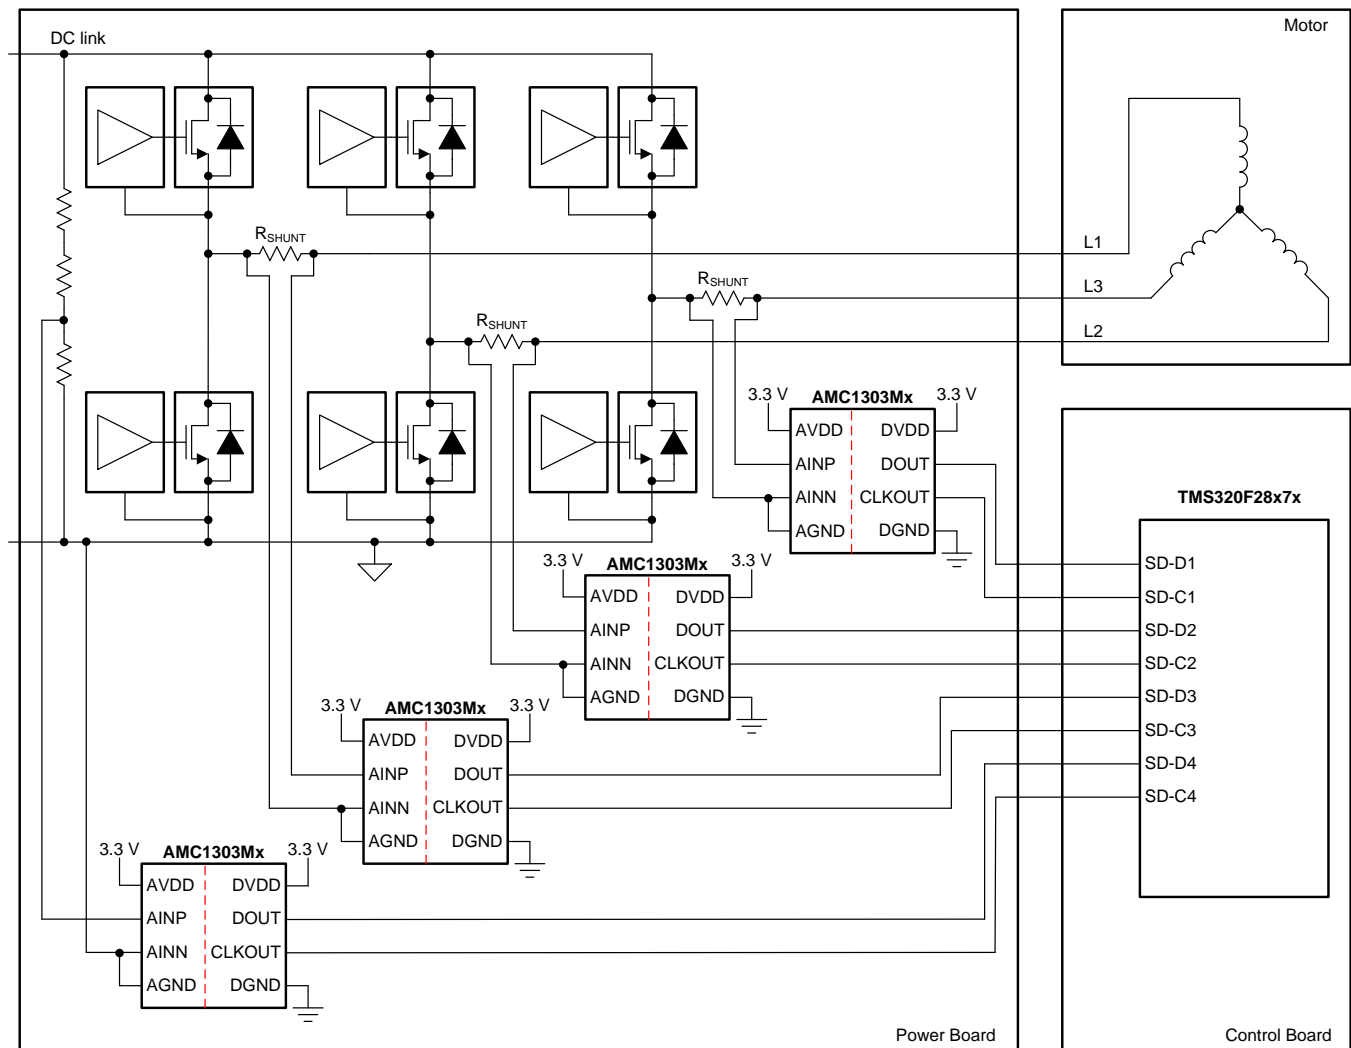 DC link
Motor
RSHUNT
L1
RSHUNT
L3
RSHUNT
L2
3.3 V
AMC1303Mx
3.3 V
AVDD
DVDD
AINP
DOUT
AINN
CLKOUT
AGND
DGND
TMS320F28x7x
SD-D1
SD-C1
SD-D2
SD-C2
SD-D3
SD-C3
SD-D4
SD-C4
3.3 V
AMC1303Mx
3.3 V
AVDD
DVDD
AINP
DOUT
AINN
CLKOUT
AGND
DGND
3.3 V
AMC1303Mx
3.3 V
AVDD
DVDD
AINP
DOUT
AINN
CLKOUT
AGND
DGND
3.3 V
AMC1303Mx
3.3 V
AVDD
DVDD
AINP
DOUT
AINN
CLKOUT
AGND
DGND
Power Board
Control Board